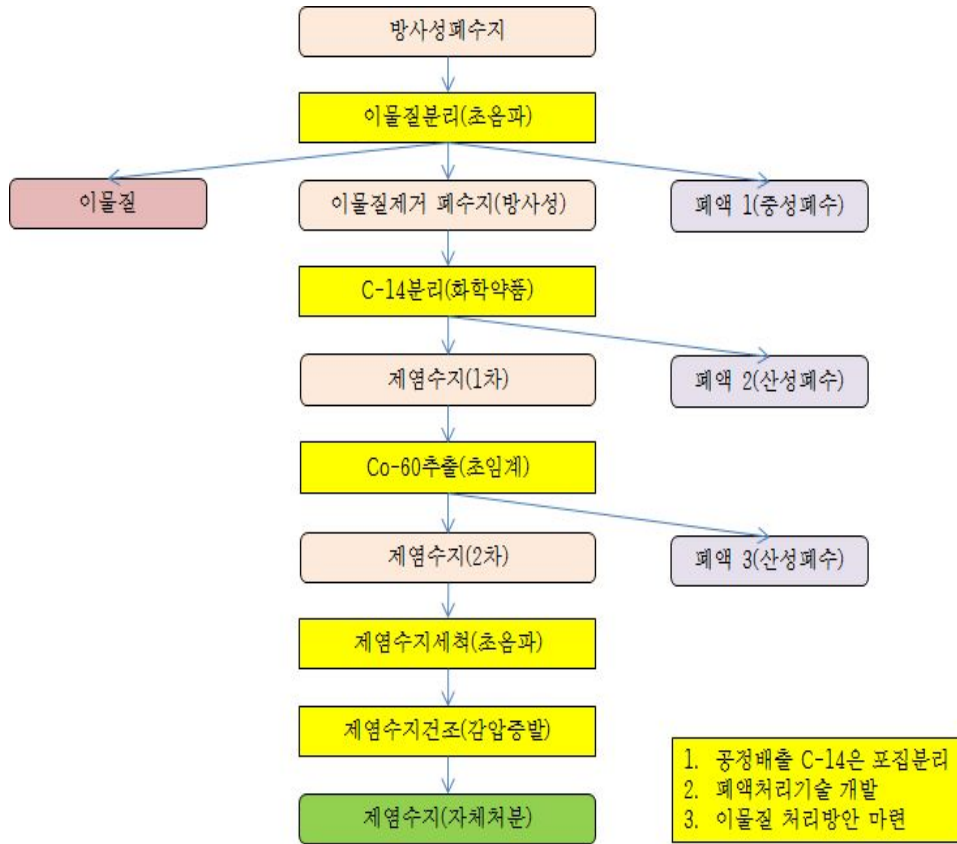 방사성폐수지
이물질분리(초음파)
이물질
이물질제거 폐수지(방사성)
폐액 1(중성폐수)
C-14분리(화학약품)
제염수지(1차)
폐액 2(산성폐수)
Co-60추출(초임계)
제염수지(2차)
폐액 3(산성폐수)
제염수지세척(초음파)
제염수지건조(감압증발)
제염수지(자체처분)
1. 공정배출 C-14은 포집분리
2. 폐액처리기술 개발
3. 이물질 처리방안 마련